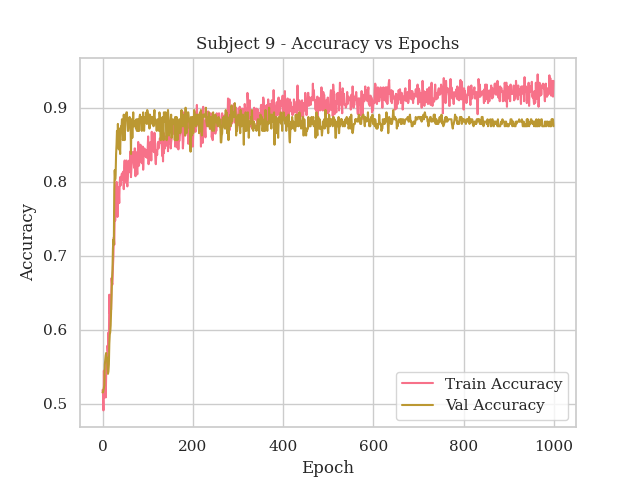 Subject 9 - Accuracy vs Epochs
0.9
0.8
0.7
0.6
0.5
Accuracy
Train Accuracy
Val Accuracy
0 200 400 600 800 1000
Epoch